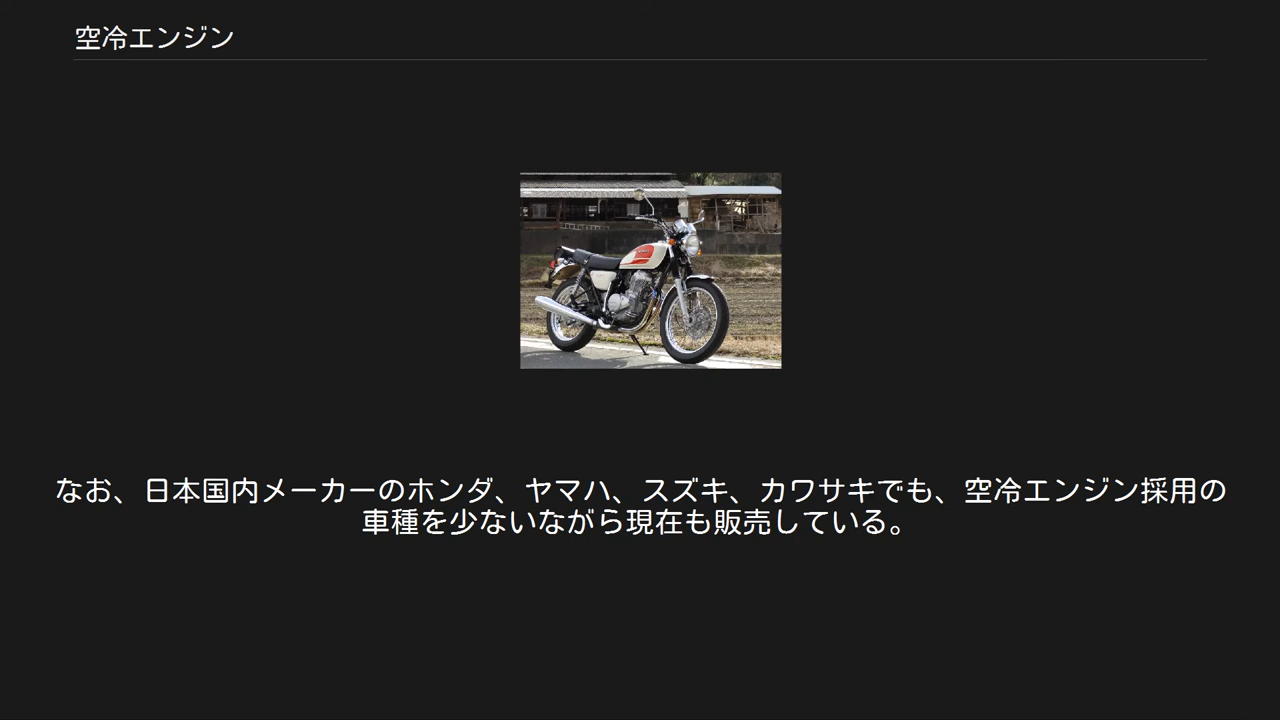 空冷エンジン
なお、日本国内メーカーのホンダ、ヤマハ、スズキ、カワサキでも、空冷エンジン採用の
車種を少ないながら現在も販売している。